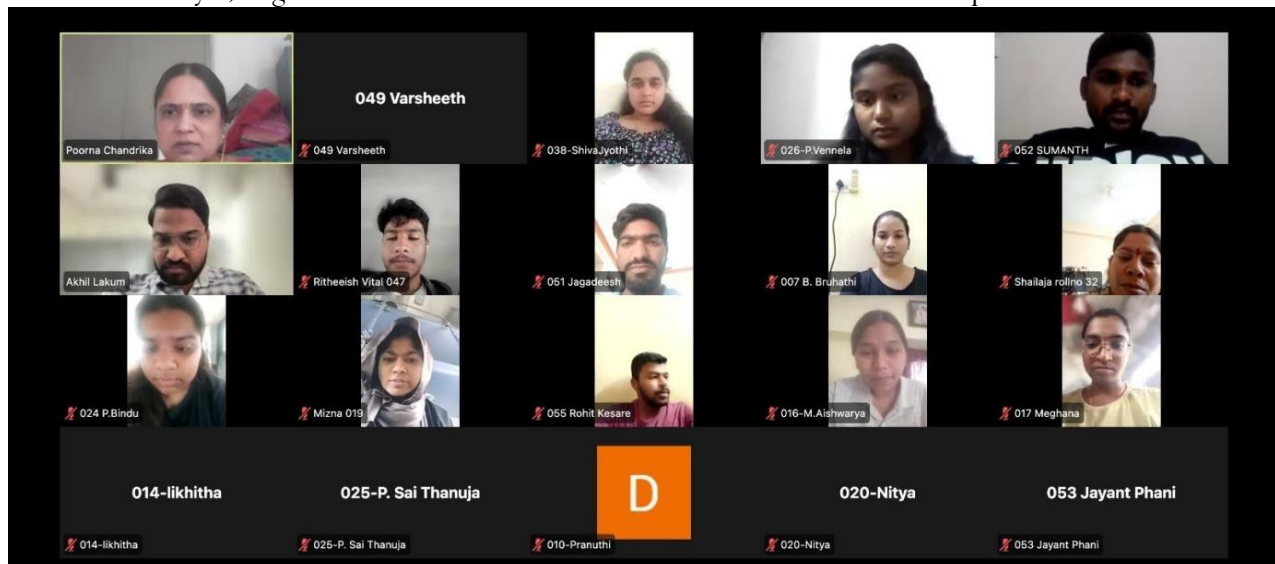 Poorna Chandrika
049 Varsheeth
049 Varsheeth
038-ShivaJyothi
026-P.Vennela
052 SUMANTH
Akhil Lakum
Ritheeish Vital 047
051 Jagadeesh
007 B. Bruhathi
Shailaja rollno 32
024 P.Bindu
Mizna 019
055 Rohit Kesare
016-M.Aishwarya
017 Meghana
014-likhitha
014-likhitha
025-P. Sai Thanuja
025-P. Sai Thanuja
D
010-Pranuthi
020-Nitya
020-Nitya
053 Jayant Phani
053 Jayant Phani